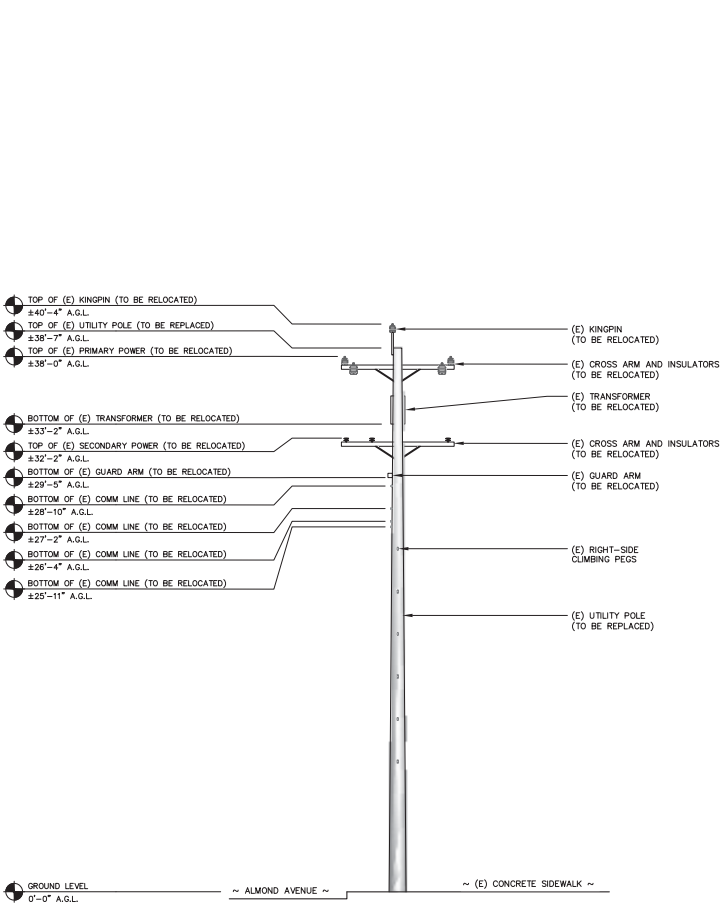 TOP OF (E) KINGPIN (TO BE RELOCATED)
±40'-4" A.G.L.
TOP OF (E) UTILITY POLE (TO BE REPLACED)
±38'-7" A.G.L.
TOP OF (E) PRIMARY POWER (TO BE RELOCATED)
±38'-0" A.G.L.
BOTTOM OF (E) TRANSFORMER (TO BE RELOCATED)
±33'-2" A.G.L.
TOP OF (E) SECONDARY POWER (TO BE RELOCATED)
±32'-2" A.G.L.
BOTTOM OF (E) GUARD ARM (TO BE RELOCATED)
±29'-5" A.G.L.
BOTTOM OF (E) COMM LINE (TO BE RELOCATED)
±28'-10" A.G.L.
BOTTOM OF (E) COMM LINE (TO BE RELOCATED)
±27'-2" A.G.L.
BOTTOM OF (E) COMM LINE (TO BE RELOCATED)
±26'-4" A.G.L.
BOTTOM OF (E) COMM LINE (TO BE RELOCATED)
±25'-11" A.G.L.
(E) KINGPIN
(TO BE RELOCATED)
(E) CROSS ARM AND INSULATORS
(TO BE RELOCATED)
(E) TRANSFORMER
(TO BE RELOCATED)
(E) CROSS ARM AND INSULATORS
(TO BE RELOCATED)
(E) GUARD ARM
(TO BE RELOCATED)
(E) RIGHT-SIDE
CLIMBING PEGS
(E) UTILITY POLE
(TO BE REPLACED)
GROUND LEVEL
0'-0" A.G.L.
~ ALMOND AVENUE ~
~ (E) CONCRETE SIDEWALK ~